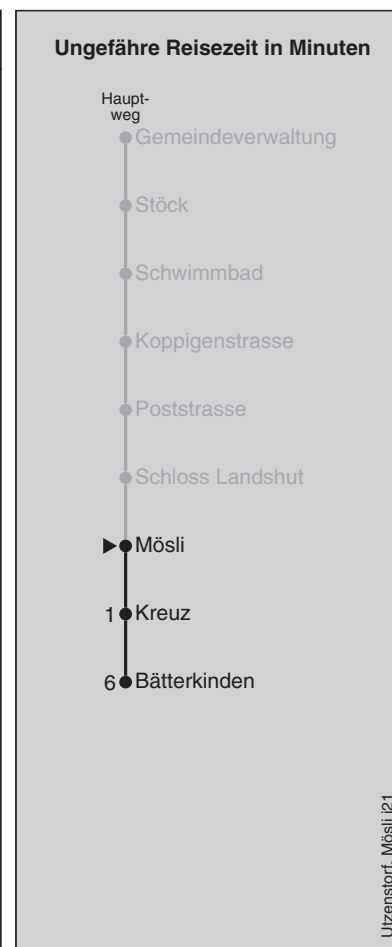 Ungefähre Reisezeit in Minuten
Haupt-
weg
Gemeindeverwaltung
Stöck
Schwimmbad
Koppigenstrasse
Poststrasse
Schloss Landshut
Mösli
1 Kreuz
6 Bätterkinden
Utzenstorf, Mösli j21